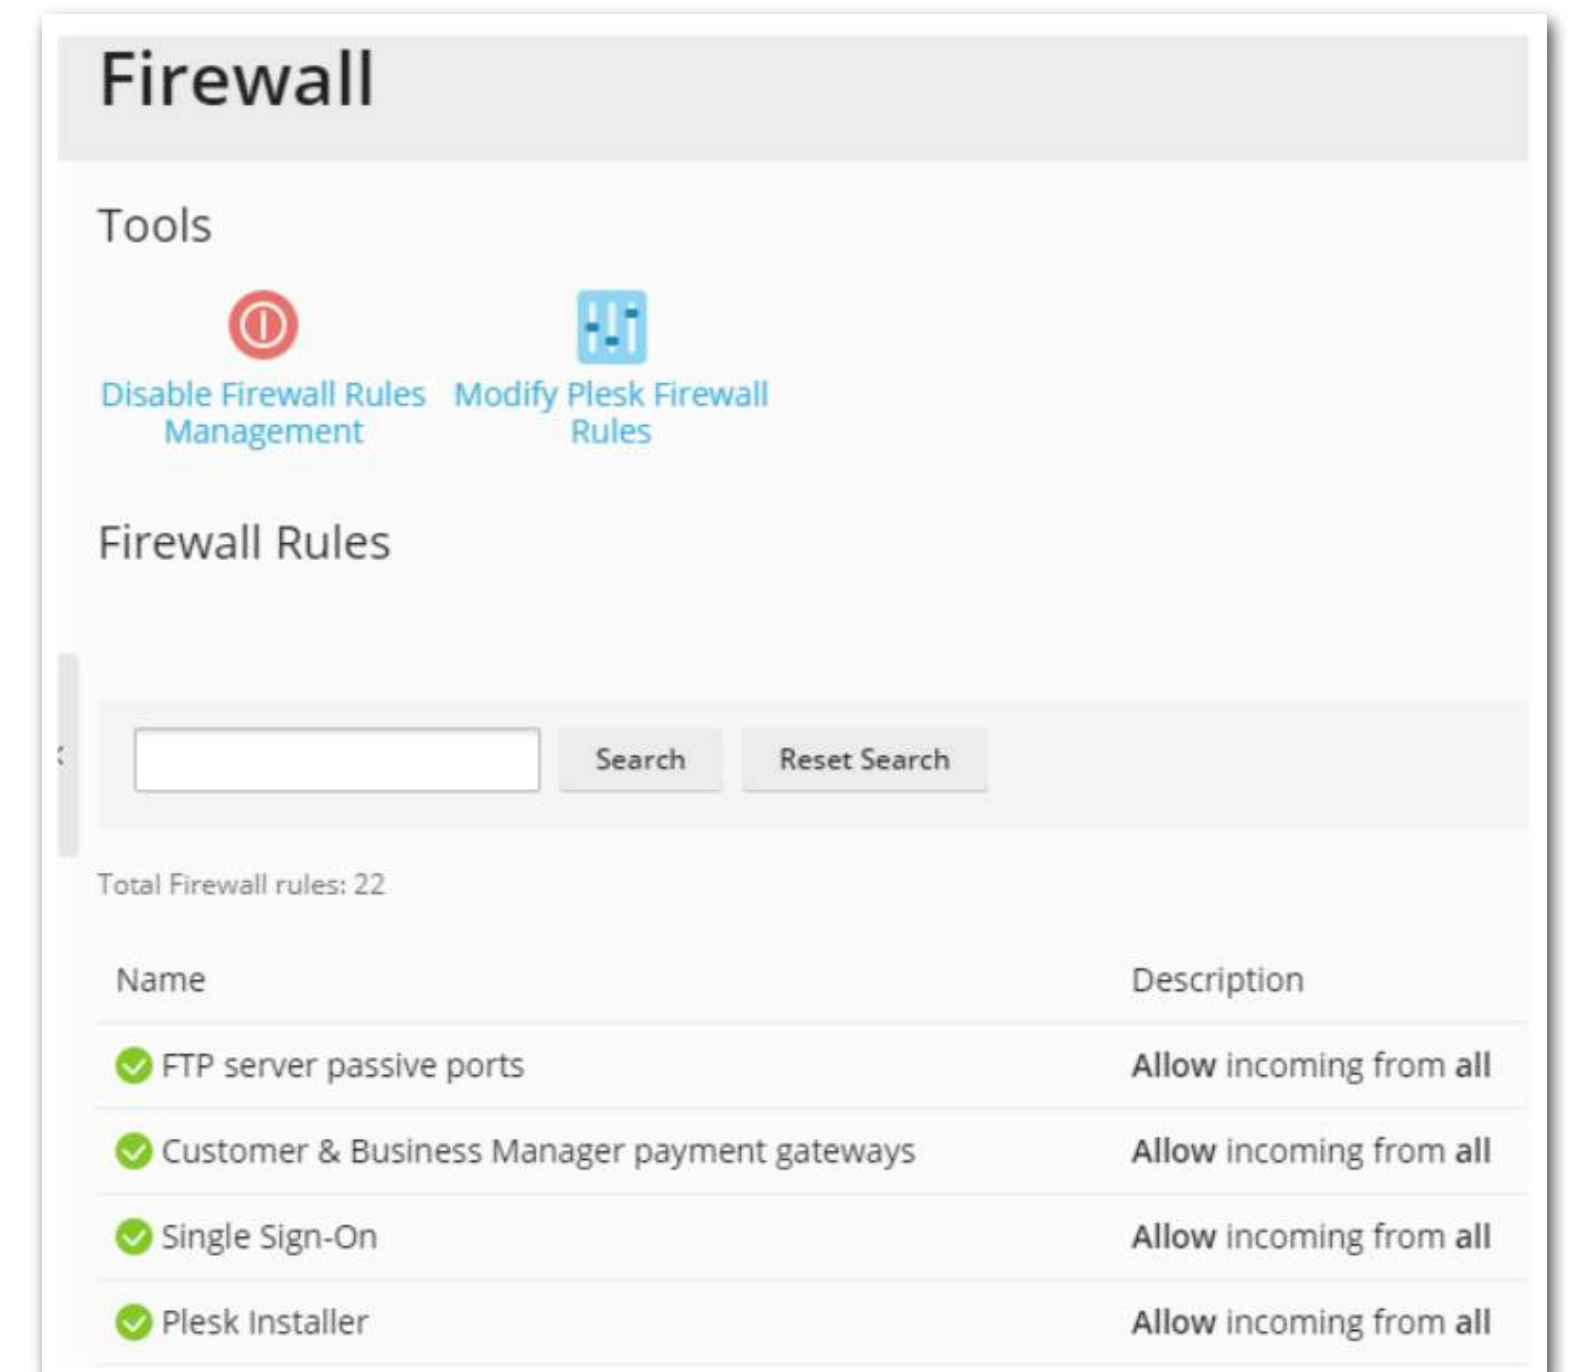 Firewall
Tools
Disable Firewall Rules Management
Modify Plesk Firewall Rules
Firewall Rules
Search Reset Search
Total Firewall rules: 22
Name Description
FTP server passive ports Allow incoming from all
Customer & Business Manager payment gateways Allow incoming from all
Single Sign-On Allow incoming from all
Plesk Installer Allow incoming from all